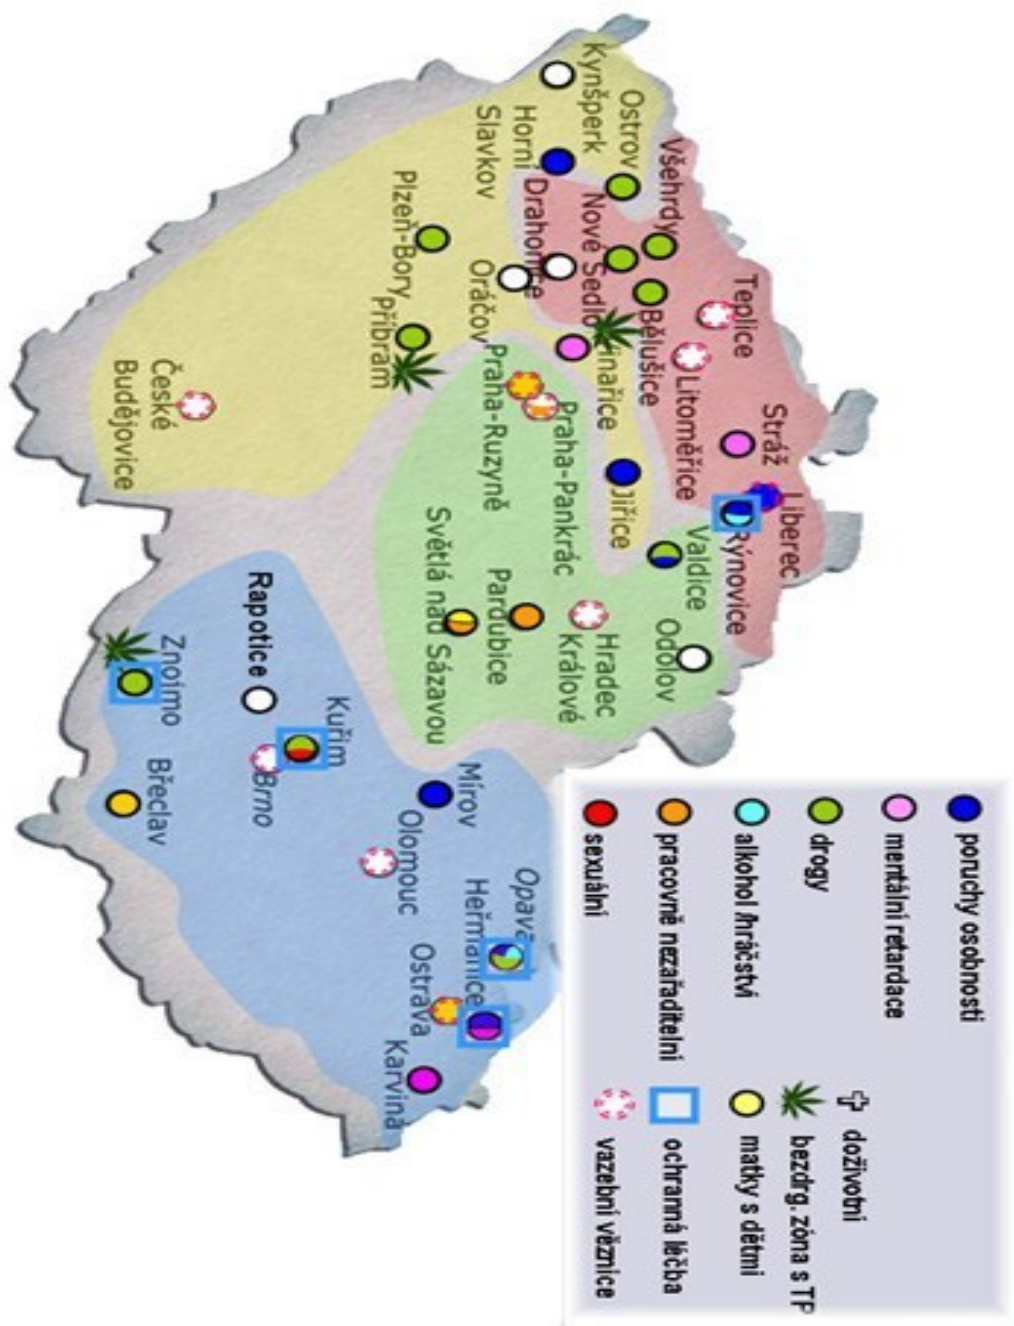 Kynšperk
Ostrov
Všehrdy
Horní
Slavkov
Drahonice
Nové Sedlo
Teplice
Plzeň-Bory
Oráčov
Bělušice
Litoměřice
Příbram
Vinařice
Stráž
Praha-Ruzyně
Praha-Pankrác
Jiřice
Liberec
Rýnovice
České
Budějovice
Valdice
Světlá nad Sázavou
Pardubice
Hradec
Králové
Odolov
Rapotice
Znojmo
Kuřim
Brno
Břeclav
Mírov
Olomouc
Opava
Heřmanice
Ostrava
Karviná
poruchy osobnosti
mentální retardace
drogy
alkohol /hráčství
pracovně nezařaditelní
sexuální
doživotní
bezdrg. zóna s TP
matky s dětmi
ochranná léčba
vazební věznice